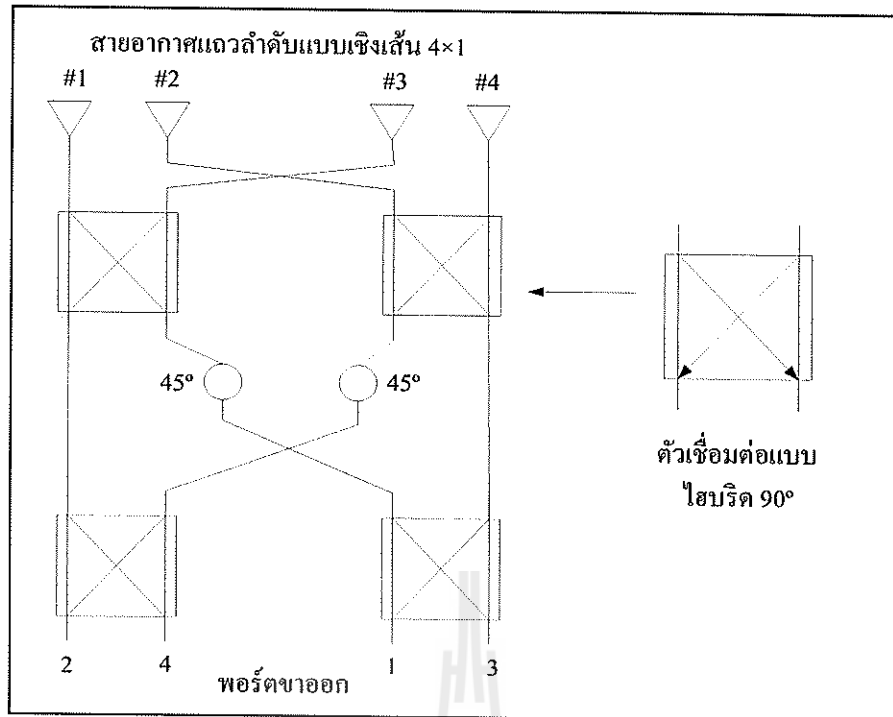 สายอากาศแถวลำดับแบบเชิงเส้น 4×1
#1 #2 #3 #4
45° 45°
ตัวเชื่อมต่อแบบ
ไฮบริด 90°
2 4 1 3
พอร์ตขาออก